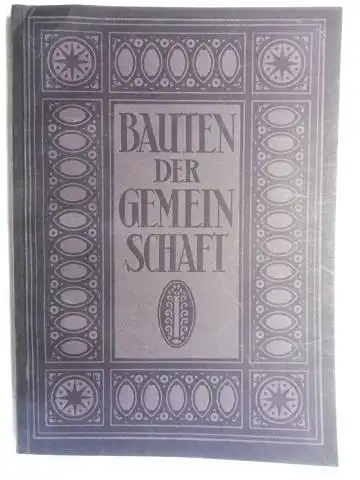 BAUTEN
DER
GEMEIN
SCHAFT